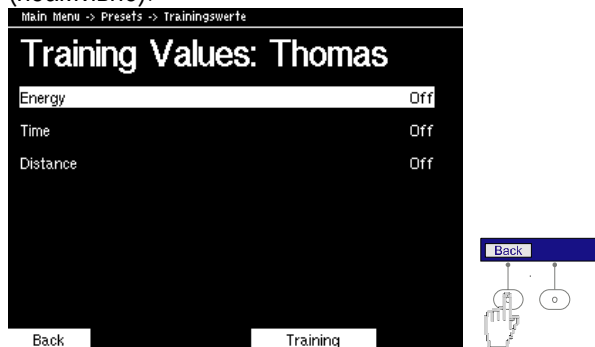 Main Menu -> Presets -> Trainingswerte
Training Values: Thomas
Energy Off
Time Off
Distance Off
Back
Back Training